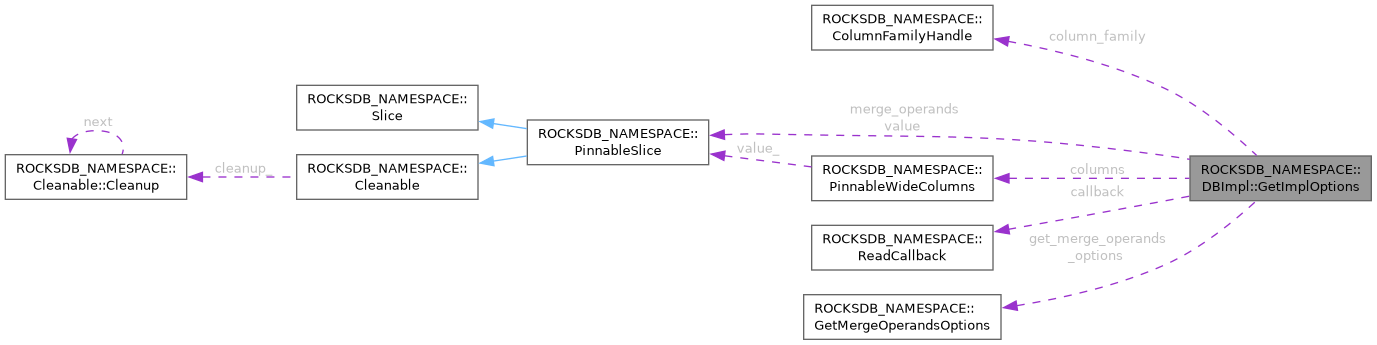 ROCKSDB_NAMESPACE::
ColumnFamilyHandle
column_family
ROCKSDB_NAMESPACE::
Slice
merge_operands
value
next
ROCKSDB_NAMESPACE::
PinnableSlice
value_
ROCKSDB_NAMESPACE::
Cleanable::Cleanup
cleanup_
ROCKSDB_NAMESPACE::
Cleanable
ROCKSDB_NAMESPACE::
PinnableWideColumns
columns
callback
ROCKSDB_NAMESPACE::
DBImpl::GetImplOptions
ROCKSDB_NAMESPACE::
ReadCallback
get_merge_operands
_options
ROCKSDB_NAMESPACE::
GetMergeOperandsOptions